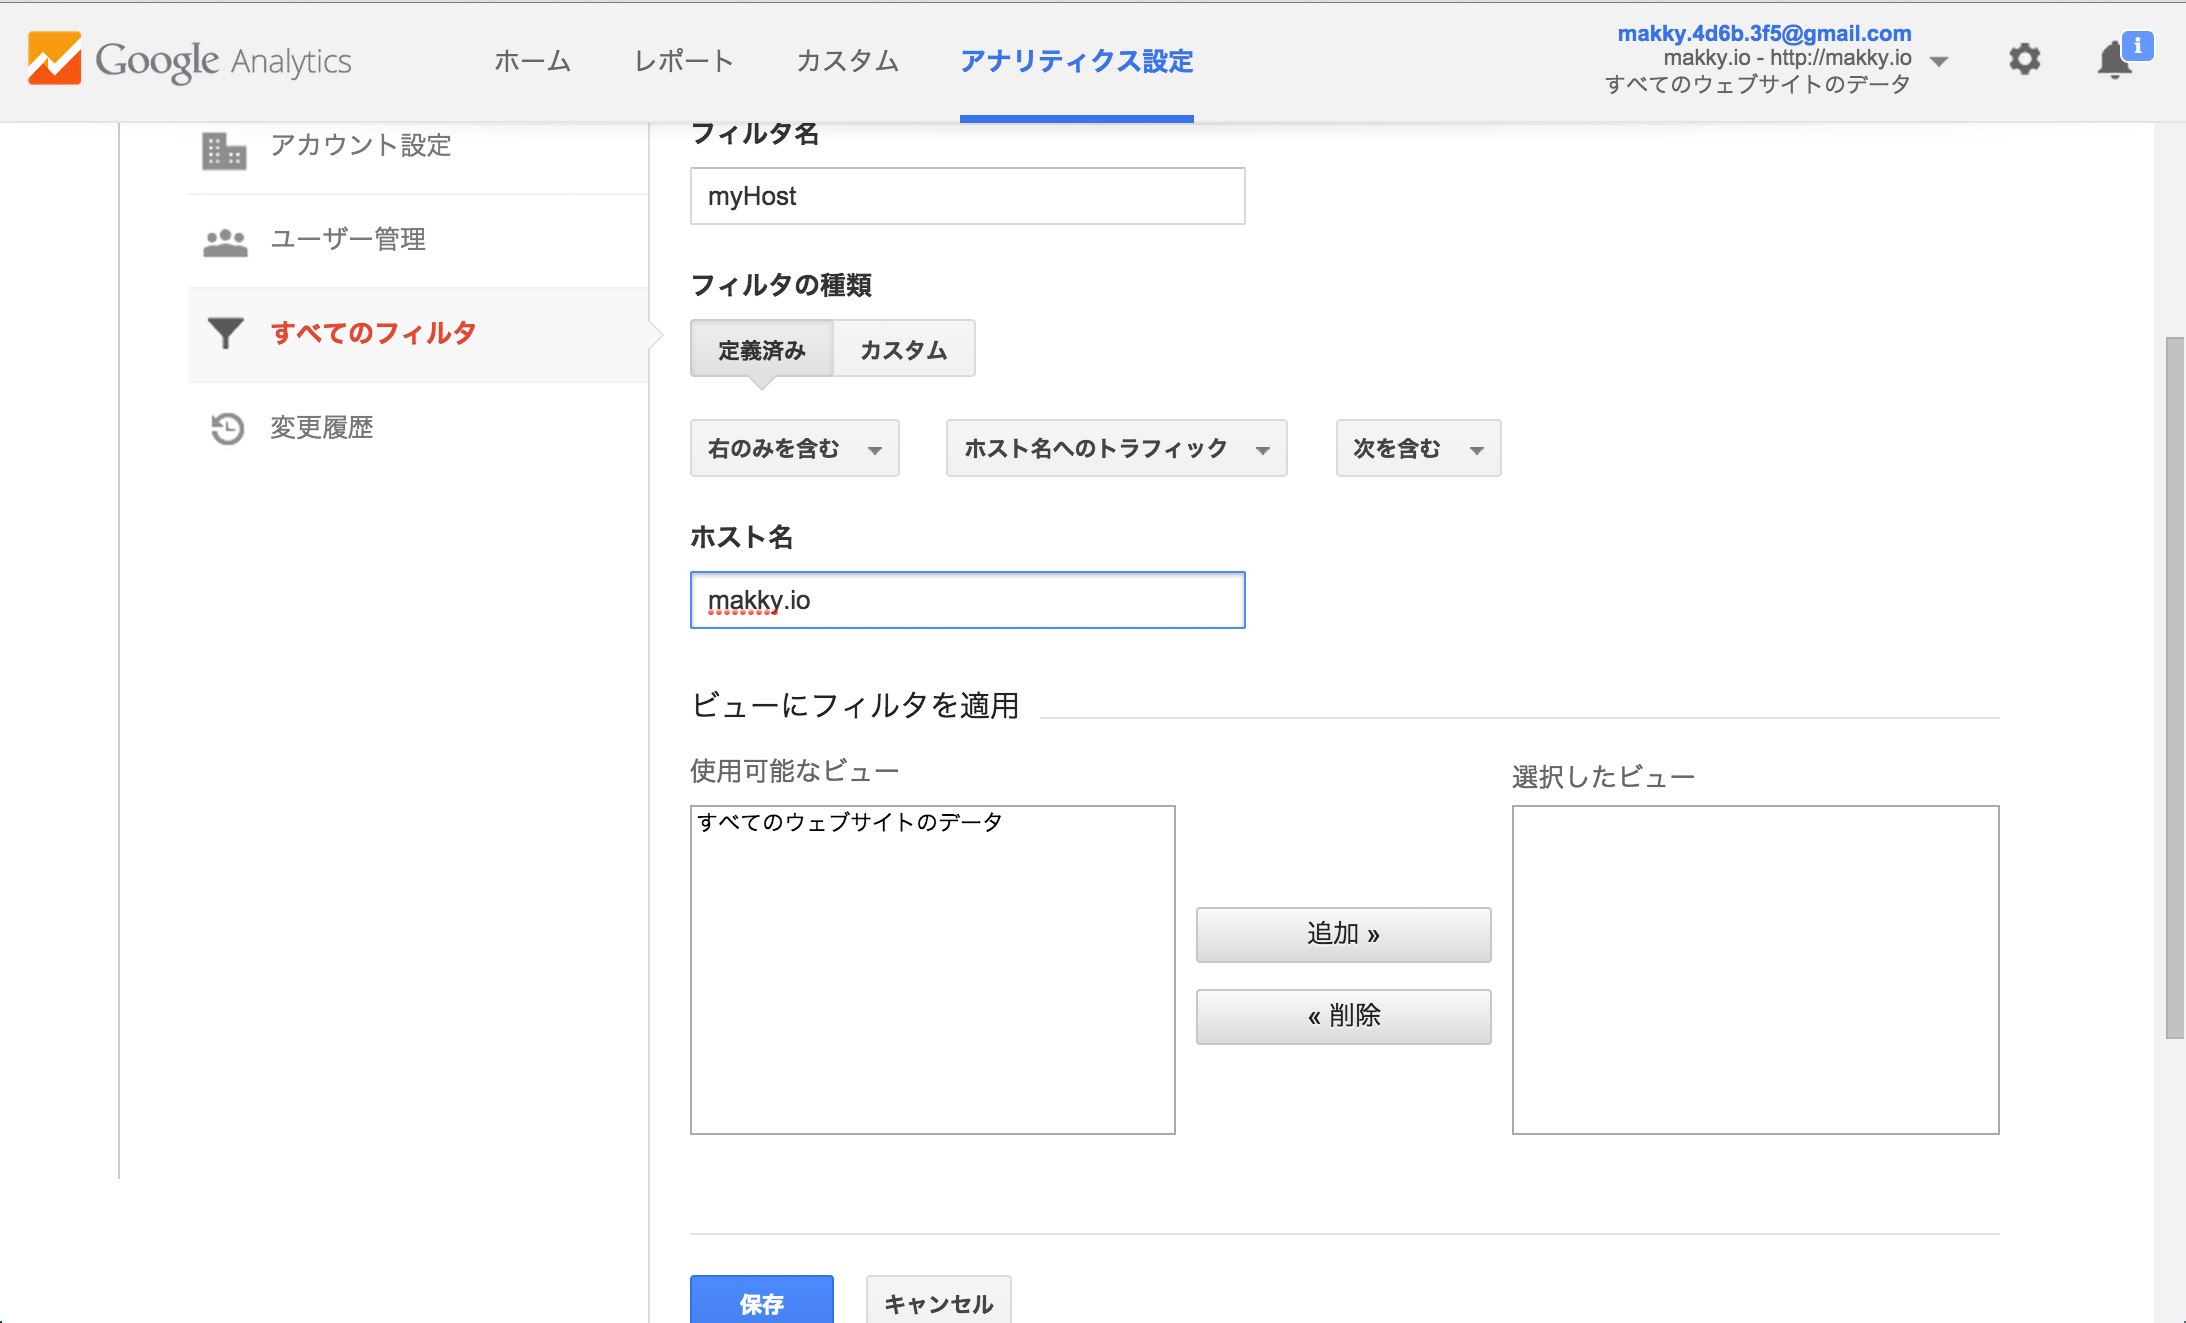 Google Analytics
ホーム
レポート
カスタム
アナリティクス設定
makky.4d6b.3f5@gmail.com
makky.io - http://makky.io
すべてのウェブサイトのデータ
i
アカウント設定
ユーザー管理
すべてのフィルタ
変更履歴
フィルタ名
myHost
フィルタの種類
定義済み
カスタム
右のみを含む
ホスト名へのトラフィック
次を含む
ホスト名
makky.io
ビューにフィルタを適用
使用可能なビュー
選択したビュー
すべてのウェブサイトのデータ
追加 »
« 削除
保存
キャンセル